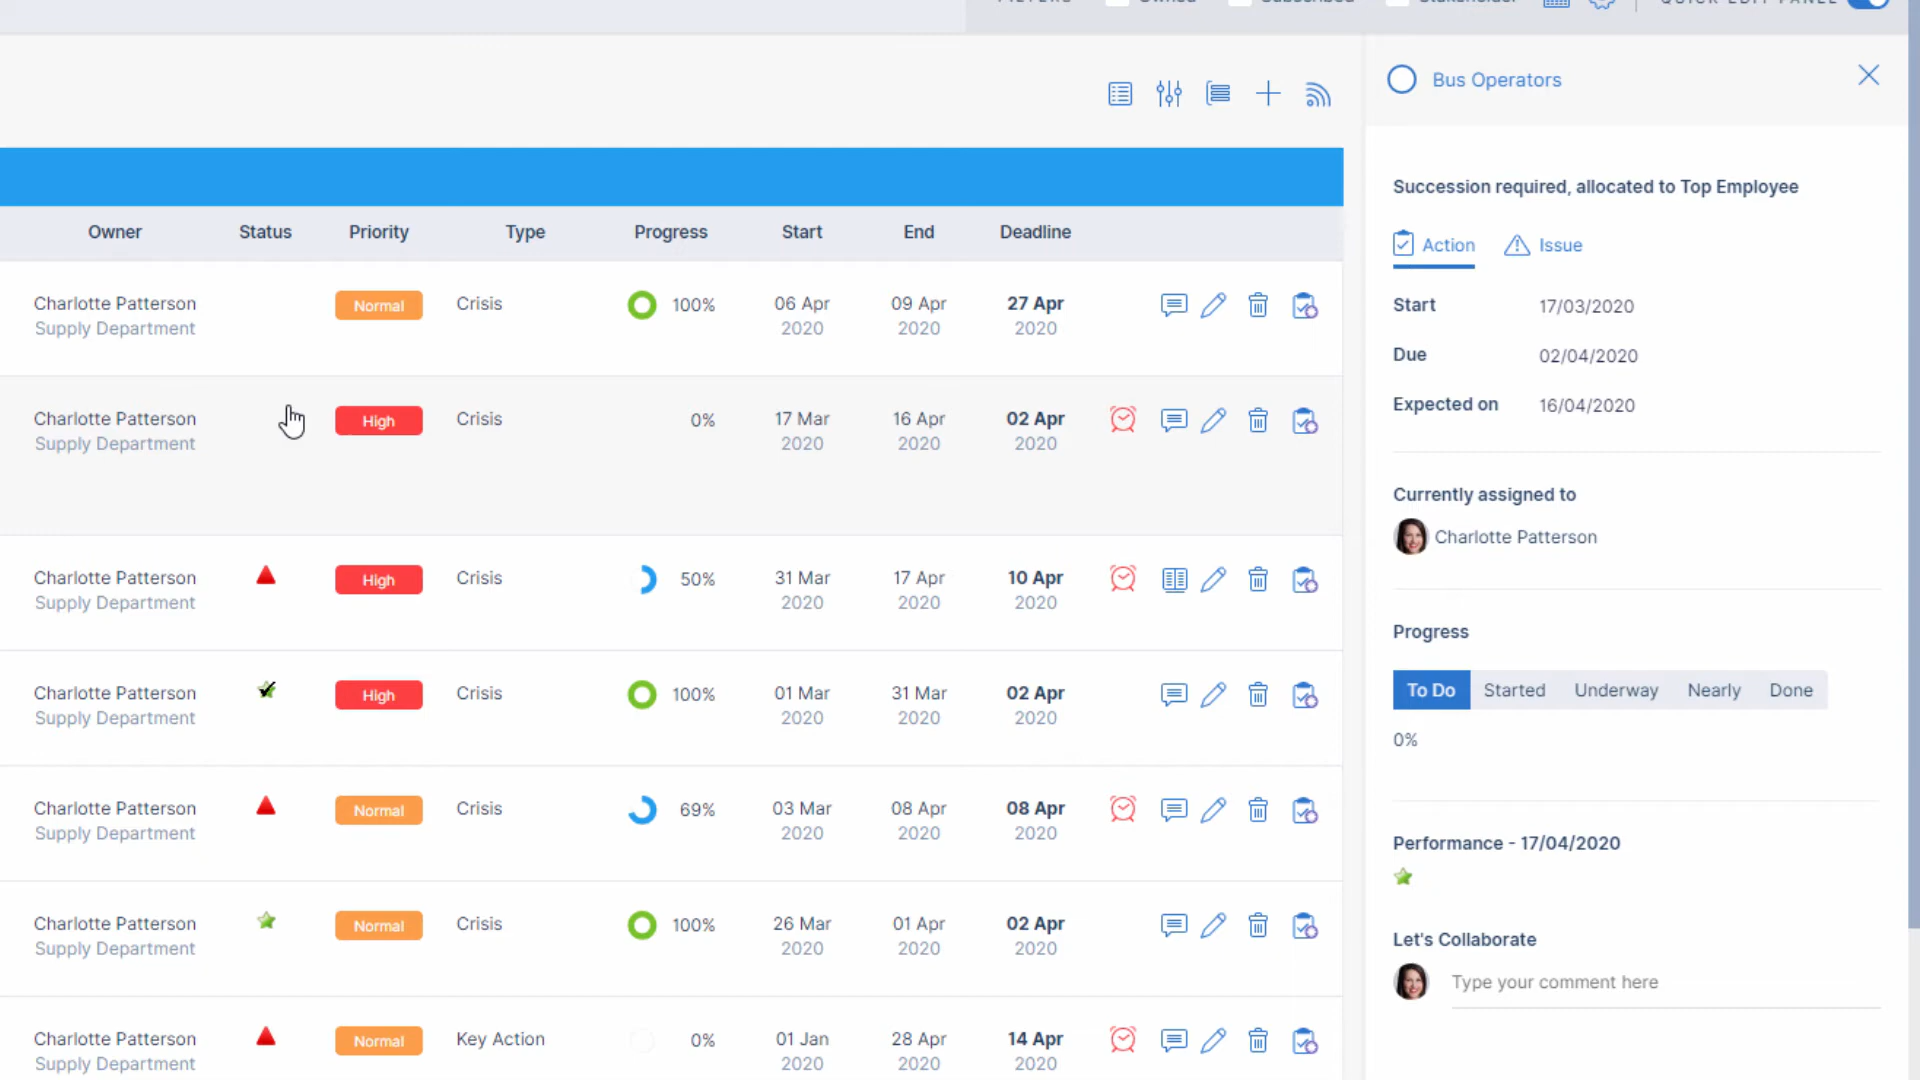 FILTERS Owned Subscribed Stakeholder QUICK EDIT PANEL
Bus Operators
Succession required, allocated to Top Employee
Action Issue
Start 17/03/2020
Due 02/04/2020
Expected on 16/04/2020
Currently assigned to
Charlotte Patterson
Progress
To Do Started Underway Nearly Done
0%
Performance - 17/04/2020
Let's Collaborate
Type your comment here
Owner Status Priority Type Progress Start End Deadline
Charlotte Patterson Normal Crisis 100% 06 Apr 09 Apr 27 Apr
Supply Department 2020 2020 2020
Charlotte Patterson High Crisis 0% 17 Mar 16 Apr 02 Apr
Supply Department 2020 2020 2020
Charlotte Patterson High Crisis 50% 31 Mar 17 Apr 10 Apr
Supply Department 2020 2020 2020
Charlotte Patterson High Crisis 100% 01 Mar 31 Mar 02 Apr
Supply Department 2020 2020 2020
Charlotte Patterson Normal Crisis 69% 03 Mar 08 Apr 08 Apr
Supply Department 2020 2020 2020
Charlotte Patterson Normal Crisis 100% 26 Mar 01 Apr 02 Apr
Supply Department 2020 2020 2020
Charlotte Patterson Normal Key Action 0% 01 Jan 28 Apr 14 Apr
Supply Department 2020 2020 2020